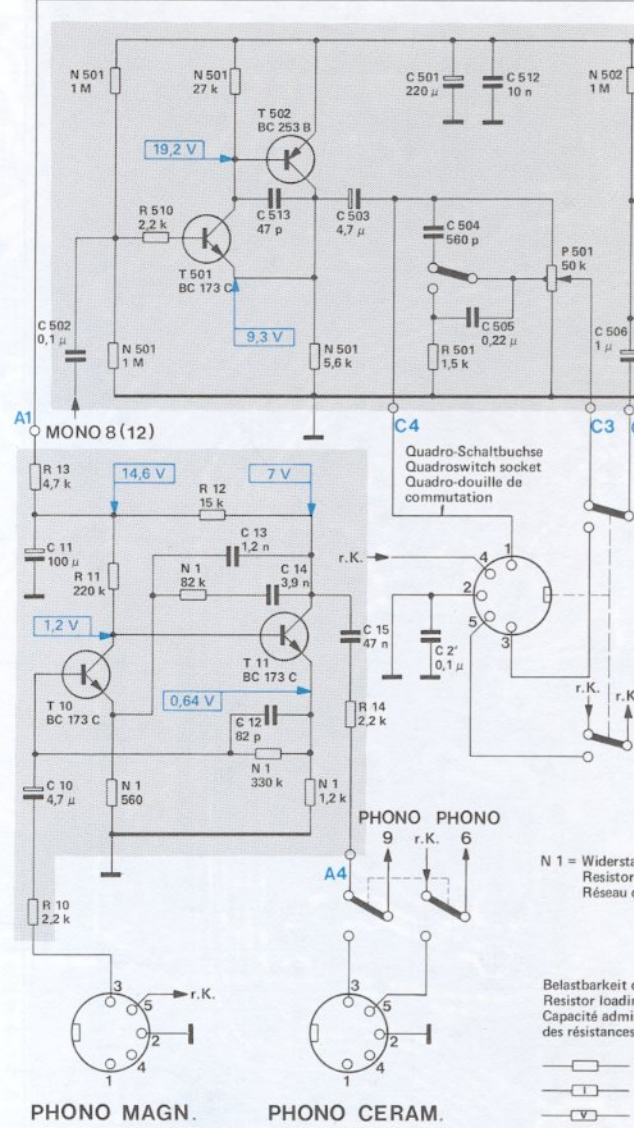 N 501
1 M
N 501
27 k
T 502
BC 253 B
C 501
220 µ
C 512
10 n
N 502
1 M
19,2 V
R 510
2,2 k
C 513
47 p
C 503
4,7 µ
C 504
560 p
P 501
50 k
T 501
BC 173 C
9,3 V
C 502
0,1 µ
N 501
1 M
N 501
5,6 k
C 505
0,22 µ
R 501
1,5 k
C 506
1 µ
A1
MONO 8 (12)
C4
C3
R 13
4,7 k
14,6 V
7 V
R 12
15 k
Quadro-Schaltbuchse
Quadroswitch socket
Quadro-douille de
commutation
C 11
100 µ
R 11
220 k
C 13
1,2 n
N 1
82 k
C 14
3,9 n
r.K.
4
1
2
5
3
1,2 V
C 15
47 n
C 2'
0,1 µ
T 10
BC 173 C
T 11
BC 173 C
0,64 V
R 14
2,2 k
r.K.
r.K.
C 12
82 p
N 1
330 k
C 10
4,7 µ
N 1
560
N 1
1,2 k
PHONO
9
r.K.
PHONO
6
A4
R 10
2,2 k
N 1 = Widersta
Resistor
Réseau
3
5
r.K.
2
4
1
3
5
2
4
1
Belastbarkeit
Resistor loadin
Capacité admi
des résistances
I
V
PHONO MAGN.
PHONO CERAM.